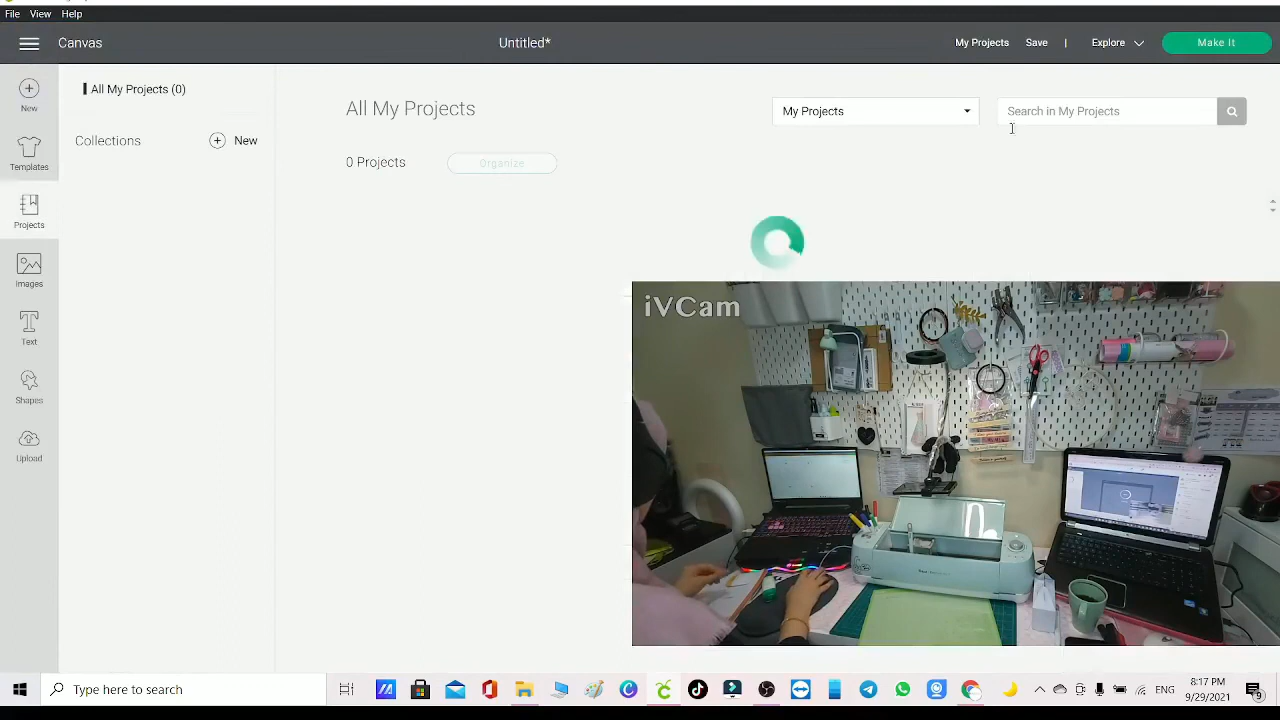 File View Help
Canvas
Untitled*
My Projects Save | Explore Make It
New
Templates
Projects
Images
Text
Shapes
Upload
All My Projects (0)
Collections New
All My Projects
My Projects
Search in My Projects
0 Projects
Organize
iVCam
Type here to search
ENG
8:17 PM
9/29/2021